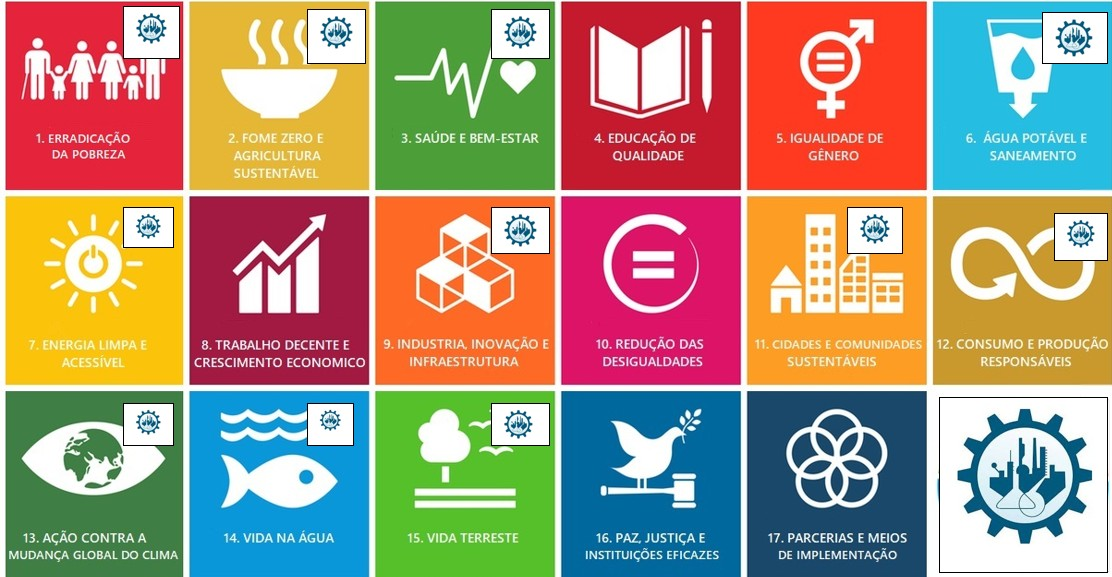 1. ERRADICAÇÃO
DA POBREZA
2. FOME ZERO E
AGRICULTURA
SUSTENTÁVEL
3. SAÚDE E BEM-ESTAR
4. EDUCAÇÃO DE
QUALIDADE
5. IGUALIDADE DE
GÊNERO
6. ÁGUA POTÁVEL E
SANEAMENTO
7. ENERGIA LIMPA E
ACESSÍVEL
8. TRABALHO DECENTE E
CRESCIMENTO ECONOMICO
9. INDUSTRIA, INOVAÇÃO E
INFRAESTRUTURA
10. REDUÇÃO DAS
DESIGUALDADES
11. CIDADES E COMUNIDADES
SUSTENTÁVEIS
12. CONSUMO E PRODUÇÃO
RESPONSÁVEIS
13. AÇÃO CONTRA A
MUDANÇA GLOBAL DO CLIMA
14. VIDA NA ÁGUA
15. VIDA TERRESTE
16. PAZ, JUSTIÇA E
INSTITUIÇÕES EFICAZES
17. PARCERIAS E MEIOS
DE IMPLEMENTAÇÃO